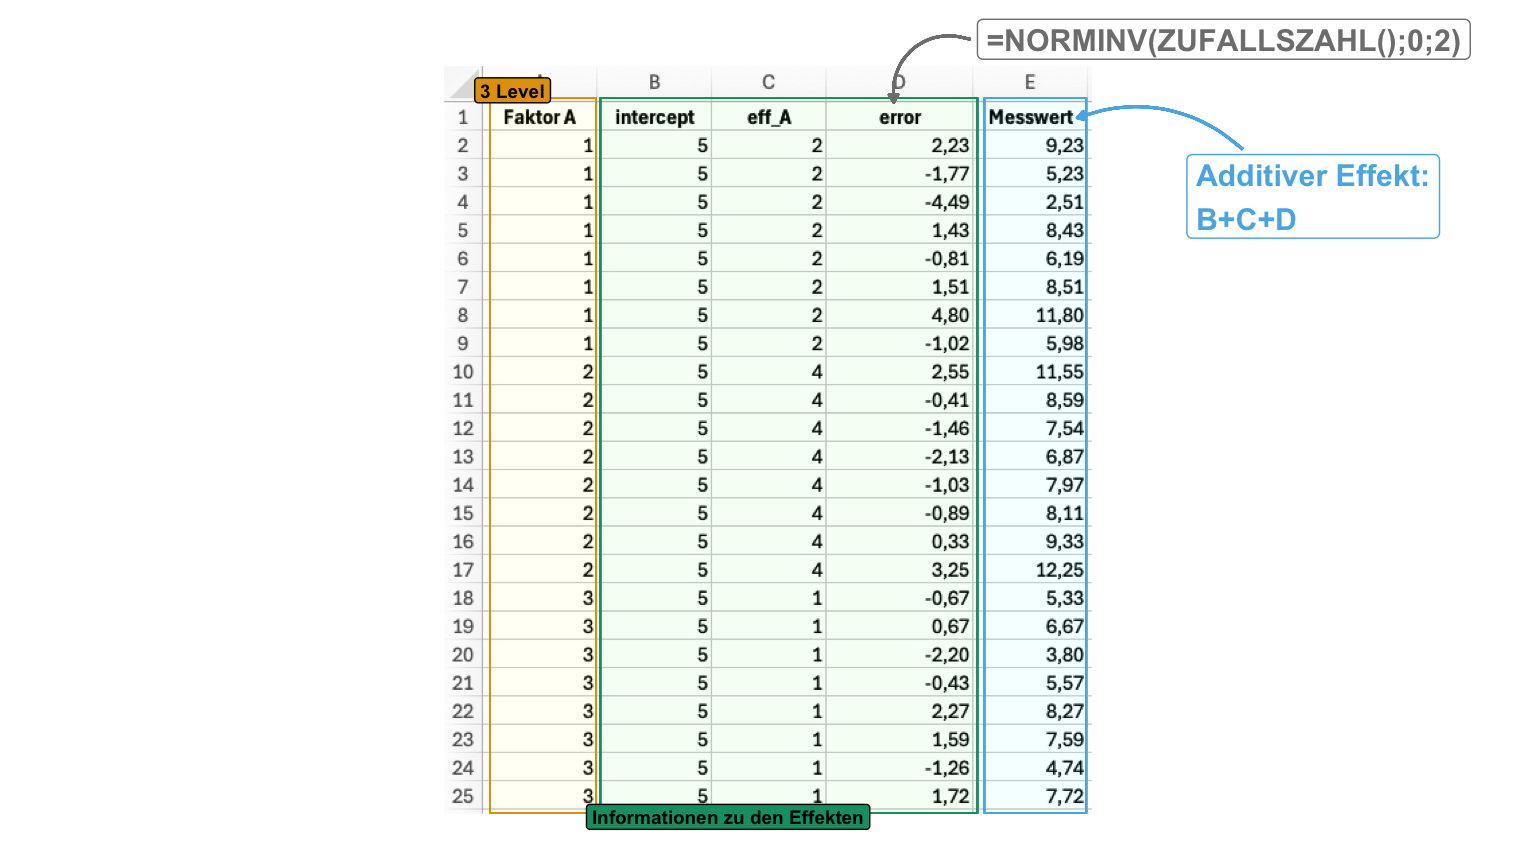 =NORMINV(ZUFALLSZAHL();0;2)
B C D E
3 Level
1 Faktor A intercept eff_A error Messwert
2 1 5 2 2,23 9,23
3 1 5 2 -1,77 5,23
4 1 5 2 -4,49 2,51
5 1 5 2 1,43 8,43
6 1 5 2 -0,81 6,19
7 1 5 2 1,51 8,51
8 1 5 2 4,80 11,80
9 1 5 2 -1,02 5,98
10 2 5 4 2,55 11,55
11 2 5 4 -0,41 8,59
12 2 5 4 -1,46 7,54
13 2 5 4 -2,13 6,87
14 2 5 4 -1,03 7,97
15 2 5 4 -0,89 8,11
16 2 5 4 0,33 9,33
17 2 5 4 3,25 12,25
18 3 5 1 -0,67 5,33
19 3 5 1 0,67 6,67
20 3 5 1 -2,20 3,80
21 3 5 1 -0,43 5,57
22 3 5 1 2,27 8,27
23 3 5 1 1,59 7,59
24 3 5 1 -1,26 4,74
25 3 5 1 1,72 7,72
Informationen zu den Effekten
Additiver Effekt:
B+C+D